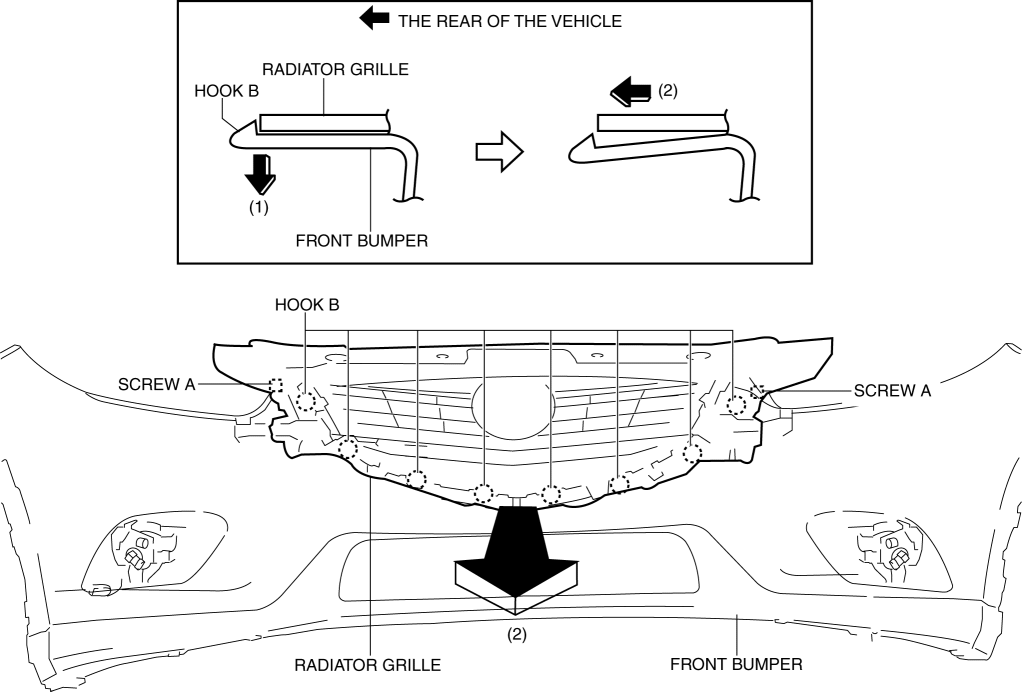 THE REAR OF THE VEHICLE
RADIATOR GRILLE
HOOK B
(2)
(1)
FRONT BUMPER
HOOK B
SCREW A
SCREW A
(2)
RADIATOR GRILLE
FRONT BUMPER